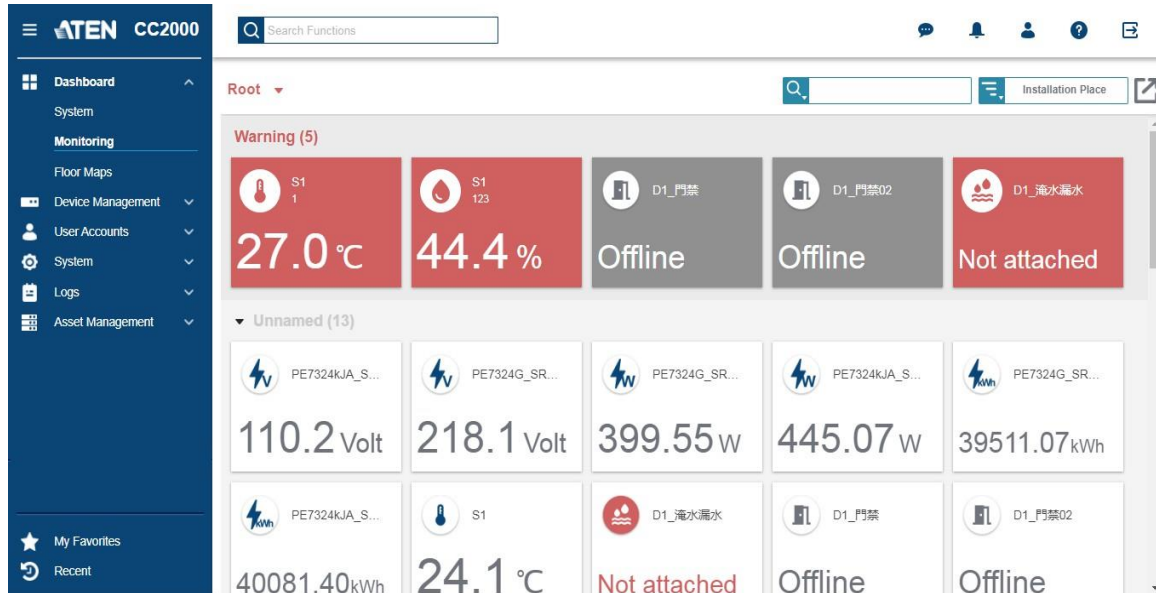 ATEN CC2000
Search Functions
Dashboard
System
Monitoring
Floor Maps
Device Management
User Accounts
System
Logs
Asset Management
My Favorites
Recent
Root
Installation Place
Warning (5)
S1
1
27.0 ℃
S1
123
44.4 %
D1_門禁
Offline
D1_門禁02
Offline
D1_淹水漏水
Not attached
Unnamed (13)
V PE7324kJA_S...
110.2 Volt
V PE7324G_SR...
218.1 Volt
W PE7324G_SR...
399.55 W
W PE7324kJA_S...
445.07 W
kWh PE7324G_SR...
39511.07 kWh
kWh PE7324kJA_S...
40081.40 kWh
S1
24.1 ℃
D1_淹水漏水
Not attached
D1_門禁
Offline
D1_門禁02
Offline